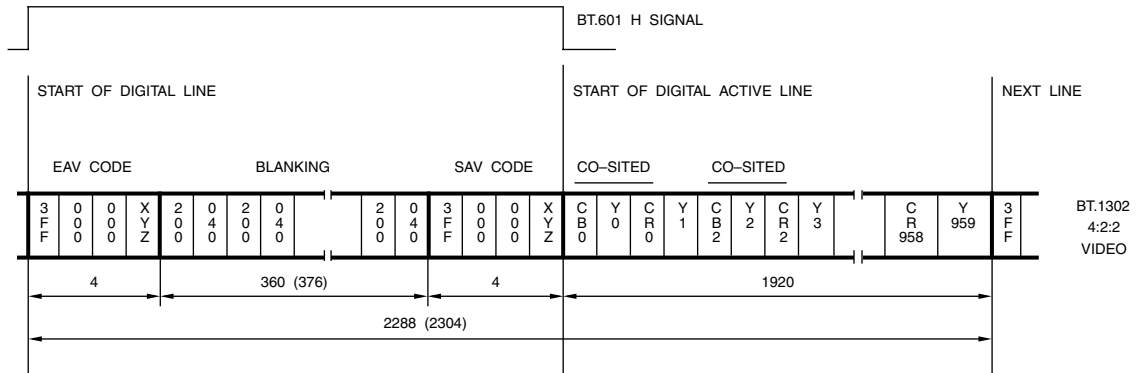 BT.601 H SIGNAL
START OF DIGITAL LINE
START OF DIGITAL ACTIVE LINE
NEXT LINE
EAV CODE
BLANKING
SAV CODE
CO–SITED
CO–SITED
3FF 000 000 XYZ 200 040 200 040 200 040 3FF 000 000 XYZ CB0 Y0 CR0 Y1 CB2 Y2 CR2 Y3 CR958 Y959 3FF
BT.1302
4:2:2
VIDEO
4
360 (376)
4
1920
2288 (2304)